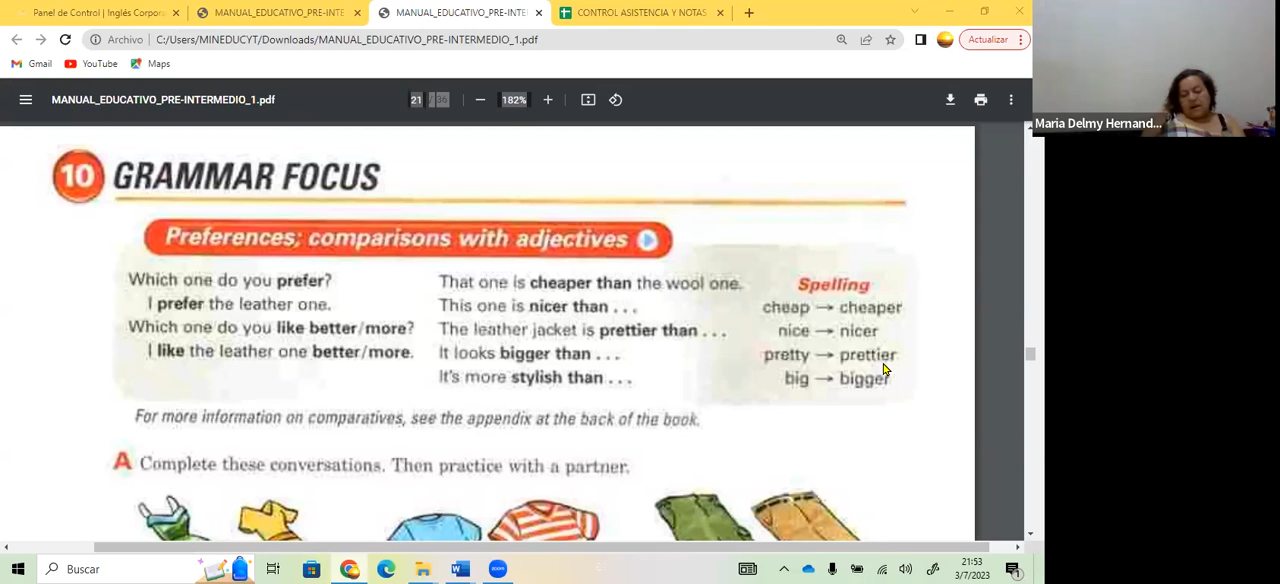 Panel de Control | Inglés Corpora
MANUAL_EDUCATIVO_PRE-INTE
MANUAL_EDUCATIVO_PRE-INTE
CONTROL ASISTENCIA Y NOTAS
Archivo
C:/Users/MINEDUCYT/Downloads/MANUAL_EDUCATIVO_PRE-INTERMEDIO_1.pdf
Actualizar
Gmail
YouTube
Maps
MANUAL_EDUCATIVO_PRE-INTERMEDIO_1.pdf
21 / 36
182%
Maria Delmy Hernand...
10 GRAMMAR FOCUS
Preferences; comparisons with adjectives
Which one do you prefer?
I prefer the leather one.
Which one do you like better/more?
I like the leather one better/more.
That one is cheaper than the wool one.
This one is nicer than . . .
The leather jacket is prettier than . . .
It looks bigger than . . .
It's more stylish than . . .
Spelling
cheap → cheaper
nice → nicer
pretty → prettier
big → bigger
For more information on comparatives, see the appendix at the back of the book.
A Complete these conversations. Then practice with a partner.
Buscar
zoom
21:53
3/7/2023
1